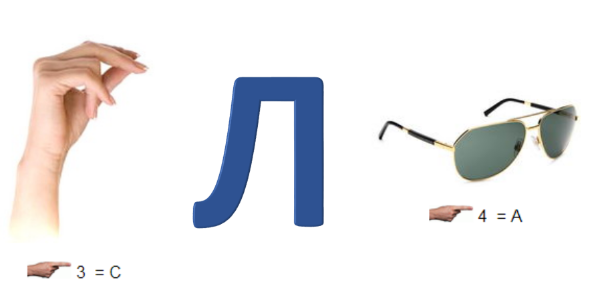 Л
4 = А
3 = С